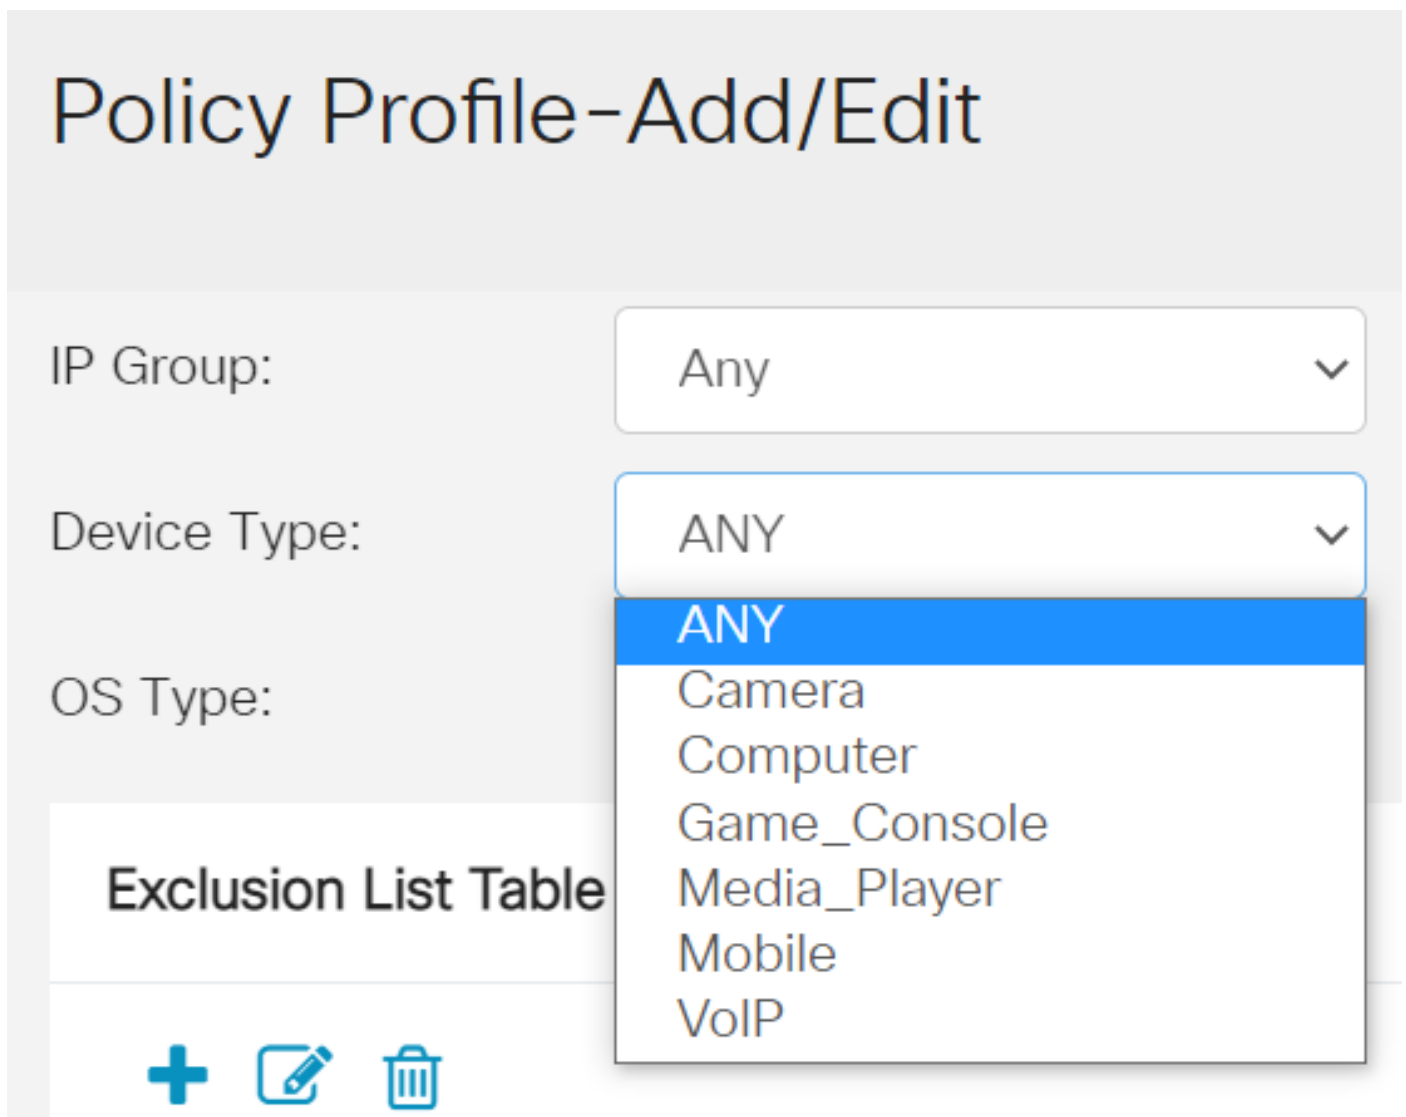 Policy Profile-Add/Edit
IP Group:
Any
Device Type:
ANY
ANY
Camera
Computer
Game_Console
Media_Player
Mobile
VoIP
OS Type:
Exclusion List Table